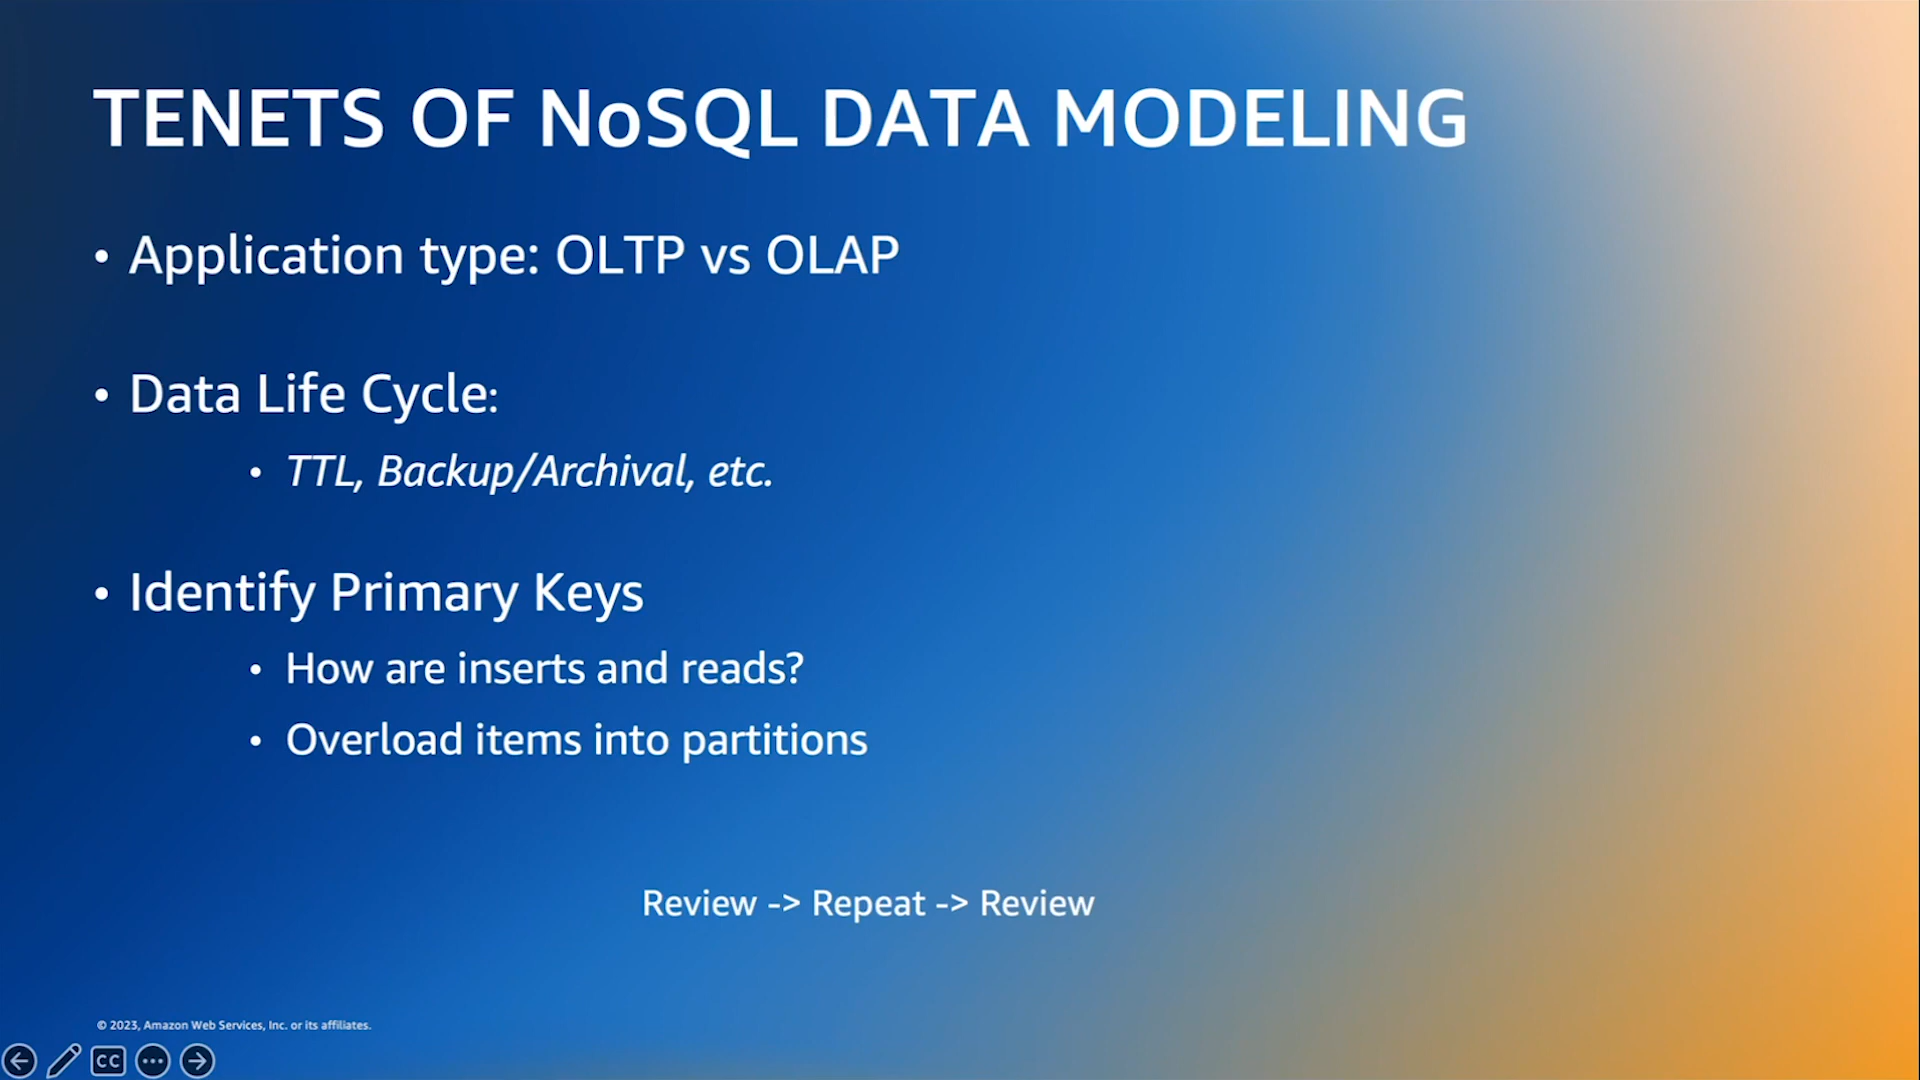 TENETS OF NoSQL DATA MODELING
• Application type: OLTP vs OLAP
• Data Life Cycle:
• TTL, Backup/Archival, etc.
• Identify Primary Keys
• How are inserts and reads?
• Overload items into partitions
Review -> Repeat -> Review
© 2023, Amazon Web Services, Inc. or its affiliates.
CC